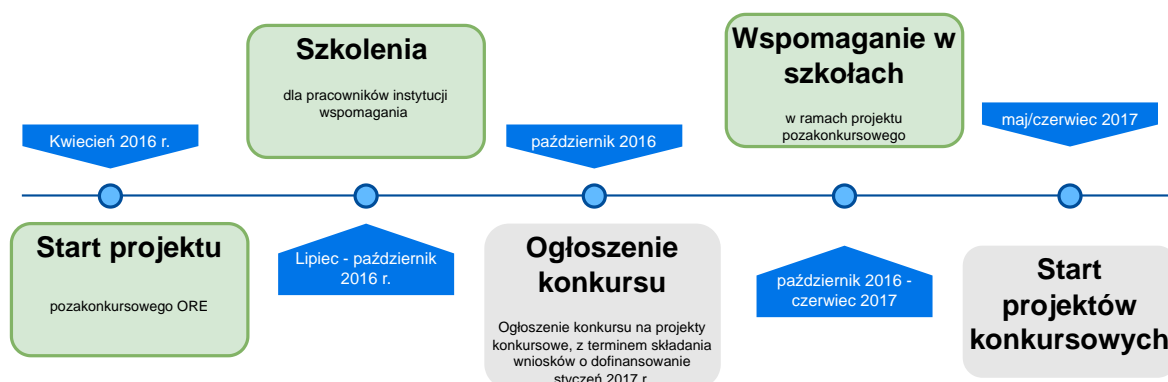 Szkolenia
dla pracowników instytucji
wspomagania
Wspomaganie w
szkołach
w ramach projektu
pozakonkursowego
Kwiecień 2016 r.
październik 2016
maj/czerwiec 2017
Start projektu
pozakonkursowego ORE
Lipiec - październik
2016 r.
Ogłoszenie
konkursu
Ogłoszenie konkursu na projekty
konkursowe, z terminem składania
wniosków o dofinansowanie
styczeń 2017 r.
październik 2016 -
czerwiec 2017
Start
projektów
konkursowych